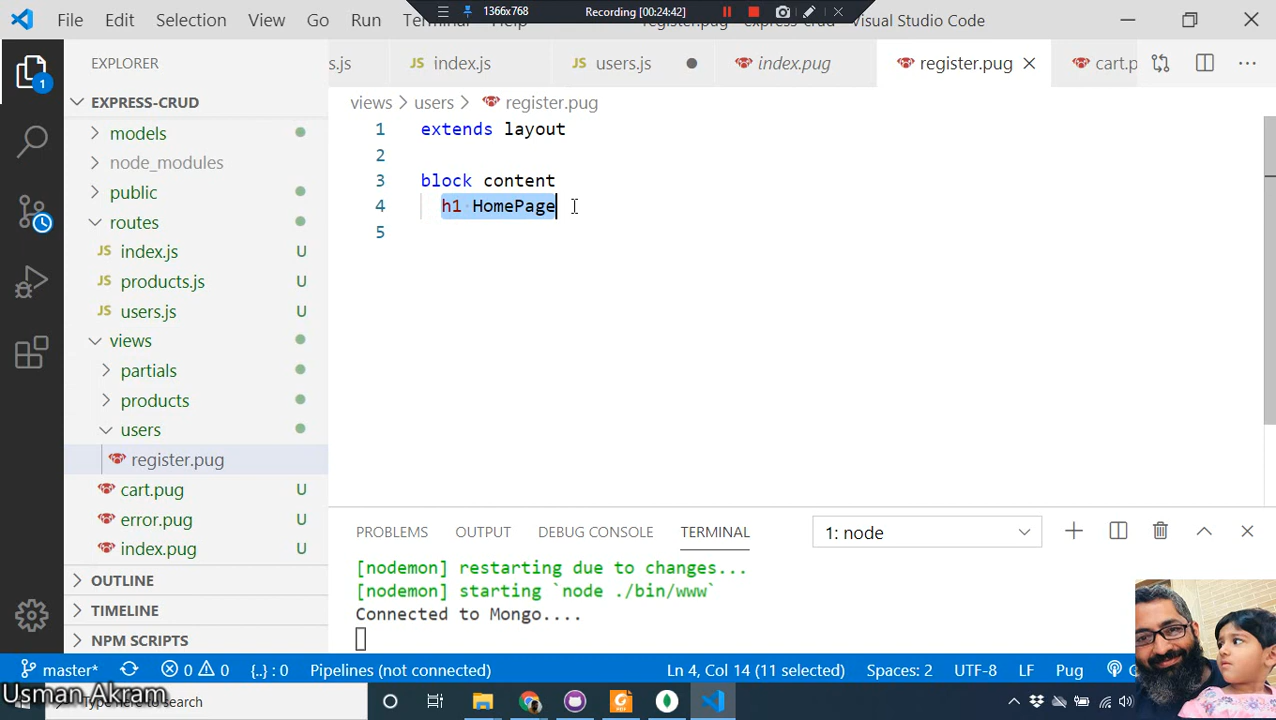 File Edit Selection View Go Run Terminal Help register.pug - express-crud - Visual Studio Code
1366x768 Recording [00:24:42]
EXPLORER
s.js
index.js
users.js
index.pug
register.pug
cart.p
EXPRESS-CRUD
views > users > register.pug
models
node_modules
public
routes
index.js U
products.js U
users.js U
views
partials
products
users
register.pug
cart.pug U
error.pug U
index.pug U
OUTLINE
TIMELINE
NPM SCRIPTS
1 extends layout
2
3 block content
4 h1 HomePage
5
PROBLEMS OUTPUT DEBUG CONSOLE TERMINAL 1: node
[nodemon] restarting due to changes...
[nodemon] starting `node ./bin/www`
Connected to Mongo....
master* 0 0 {..} : 0 Pipelines (not connected) Ln 4, Col 14 (11 selected) Spaces: 2 UTF-8 LF Pug
Usman Akram
Type here to search